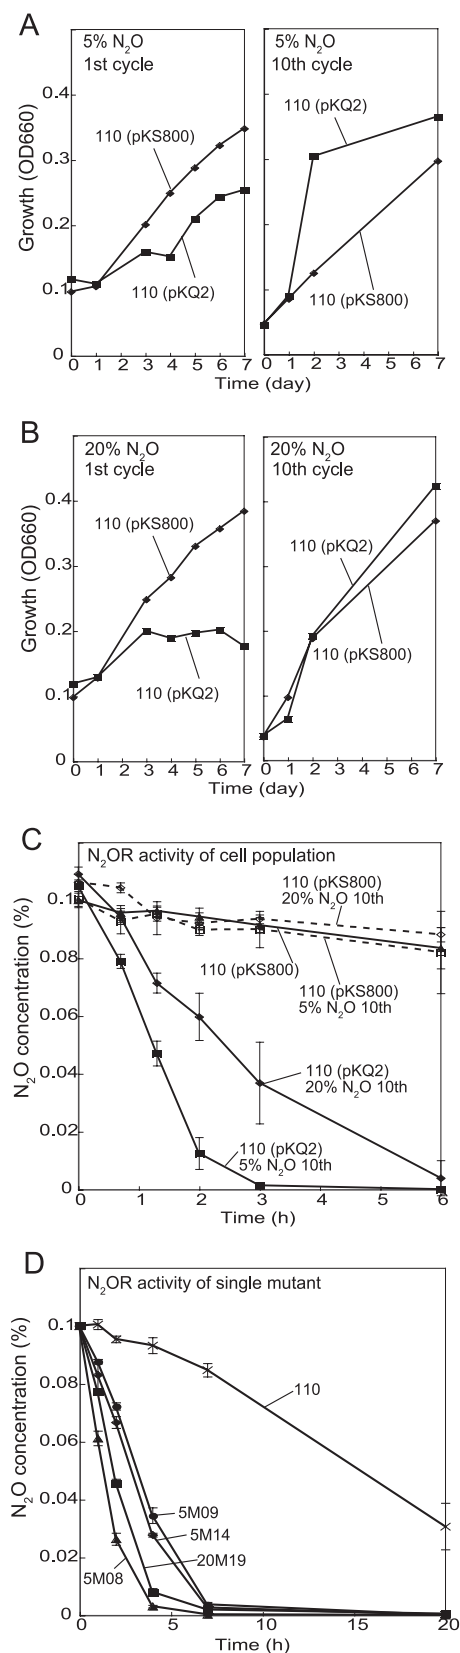 A
5% N2O
1st cycle
5% N2O
10th cycle
0.4
0.3
0.2
0.1
0
Growth (OD660)
110 (pKS800)
110 (pKQ2)
110 (pKQ2)
110 (pKS800)
0 1 2 3 4 5 6 7
0 1 2 3 4 5 6 7
Time (day)
B
20% N2O
1st cycle
20% N2O
10th cycle
0.4
0.3
0.2
0.1
0
Growth (OD660)
110 (pKS800)
110 (pKQ2)
110 (pKQ2)
110 (pKS800)
0 1 2 3 4 5 6 7
0 1 2 3 4 5 6 7
Time (day)
C
N2OR activity of cell population
0.1
0.08
0.06
0.04
0.02
0
N2O concentration (%)
110 (pKS800)
20% N2O 10th
110 (pKS800)
110 (pKS800)
5% N2O 10th
110 (pKQ2)
20% N2O 10th
110 (pKQ2)
5% N2O 10th
0 1 2 3 4 5 6
Time (h)
D
N2OR activity of single mutant
0.1
0.08
0.06
0.04
0.02
0
N2O concentration (%)
110
5M09
5M14
20M19
5M08
0 5 10 15 20
Time (h)